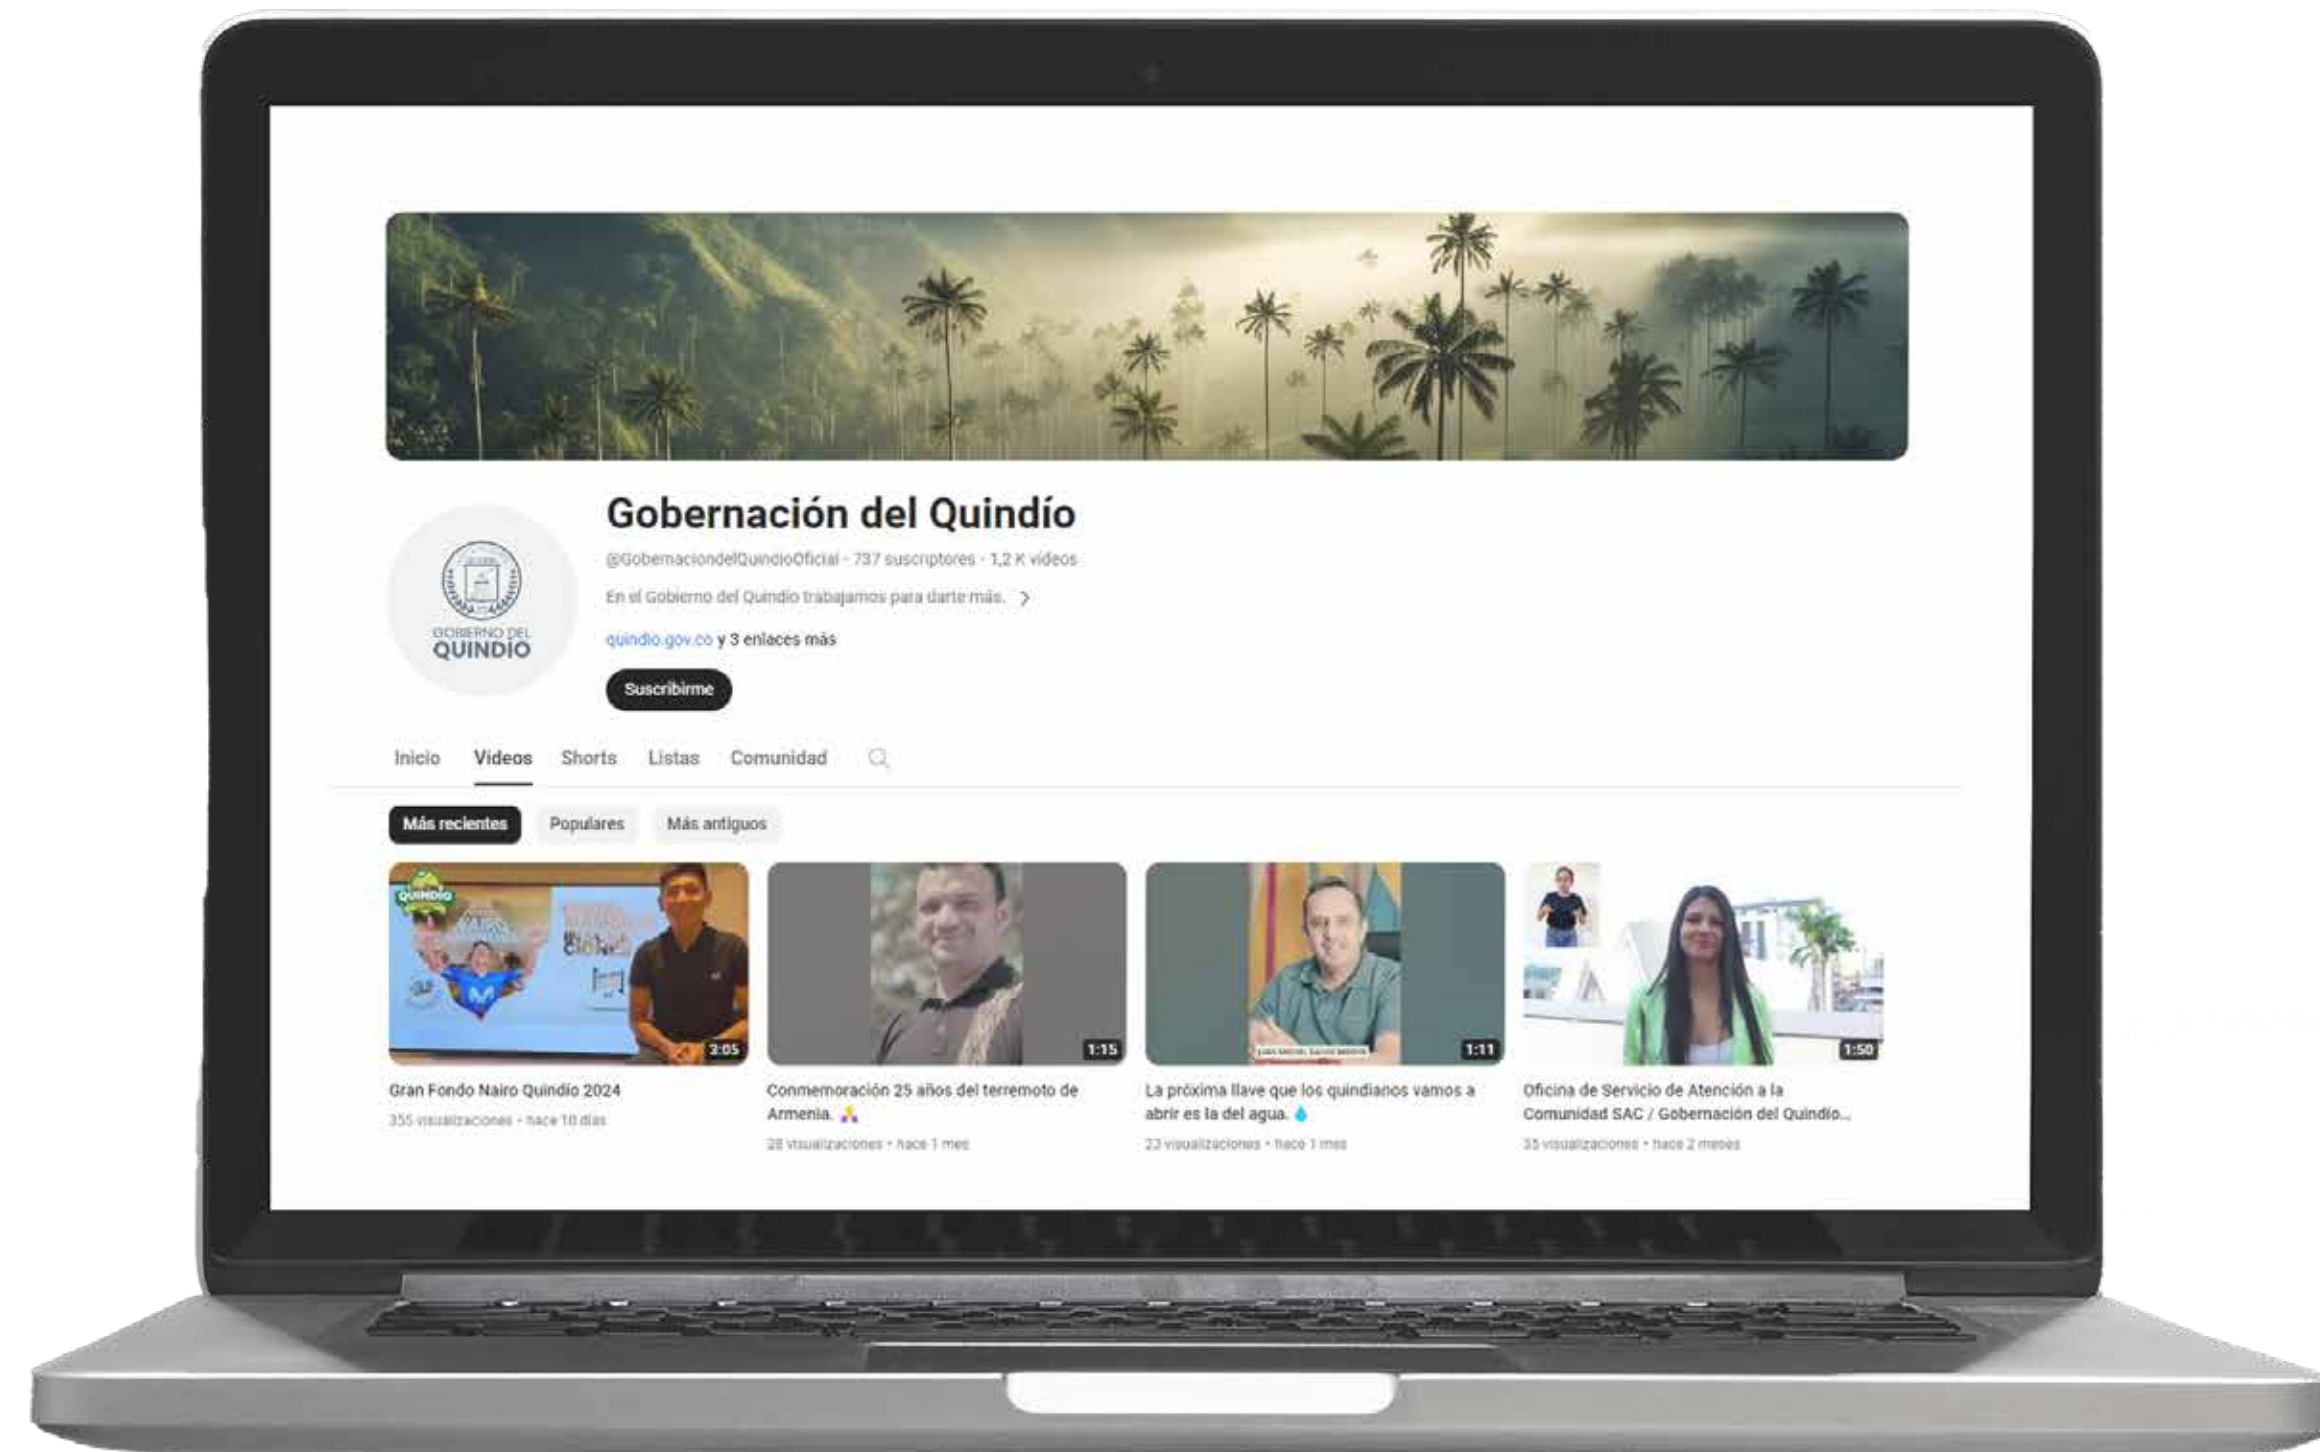 Gobernación del Quindío
@GobernaciondelQuindioOficial - 737 suscriptores - 1,2 K vídeos
En el Gobierno del Quindío trabajamos para darte más. >
quindio.gov.co y 3 enlaces más
Suscribirme
GOBIERNO DEL
QUINDÍO
Inicio Videos Shorts Listas Comunidad
Más recientes Populares Más antiguos
QUINDÍO
3:05 1:15 1:11 1:50
Gran Fondo Nairo Quindío 2024
355 visualizaciones • hace 10 días
Conmemoración 25 años del terremoto de
Armenia.
28 visualizaciones • hace 1 mes
La próxima llave que los quindianos vamos a
abrir es la del agua.
23 visualizaciones • hace 1 mes
Oficina de Servicio de Atención a la
Comunidad SAC / Gobernación del Quindío...
35 visualizaciones • hace 2 meses